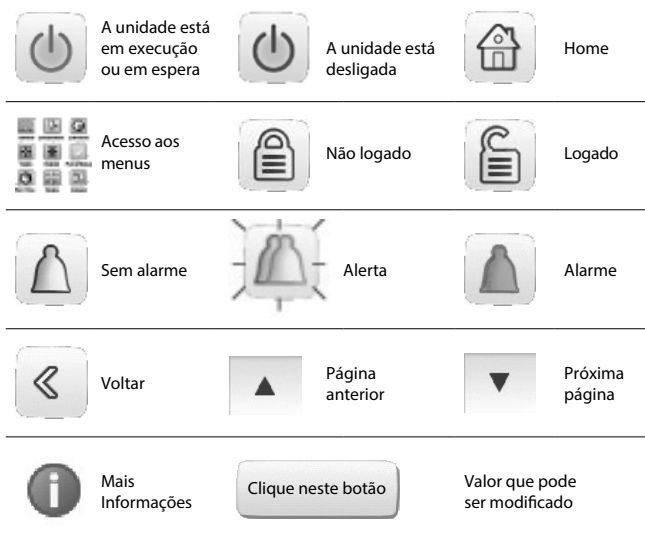 A unidade está
em execução
ou em espera
A unidade está
desligada
Home
Acesso aos
menus
Não logado
Logado
Sem alarme
Alerta
Alarme
Voltar
Página
anterior
Próxima
página
Mais
Informações
Clique neste botão
Valor que pode
ser modificado